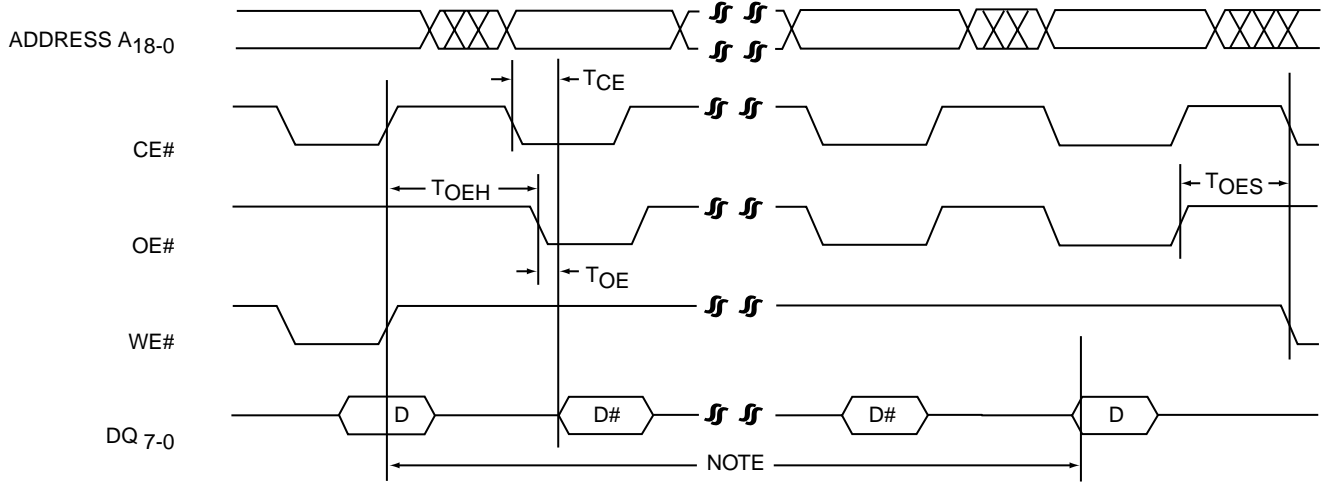 ADDRESS A18-0
TCE
CE#
TOEH
TOES
OE#
TOE
WE#
D
D#
D#
D
DQ 7-0
NOTE